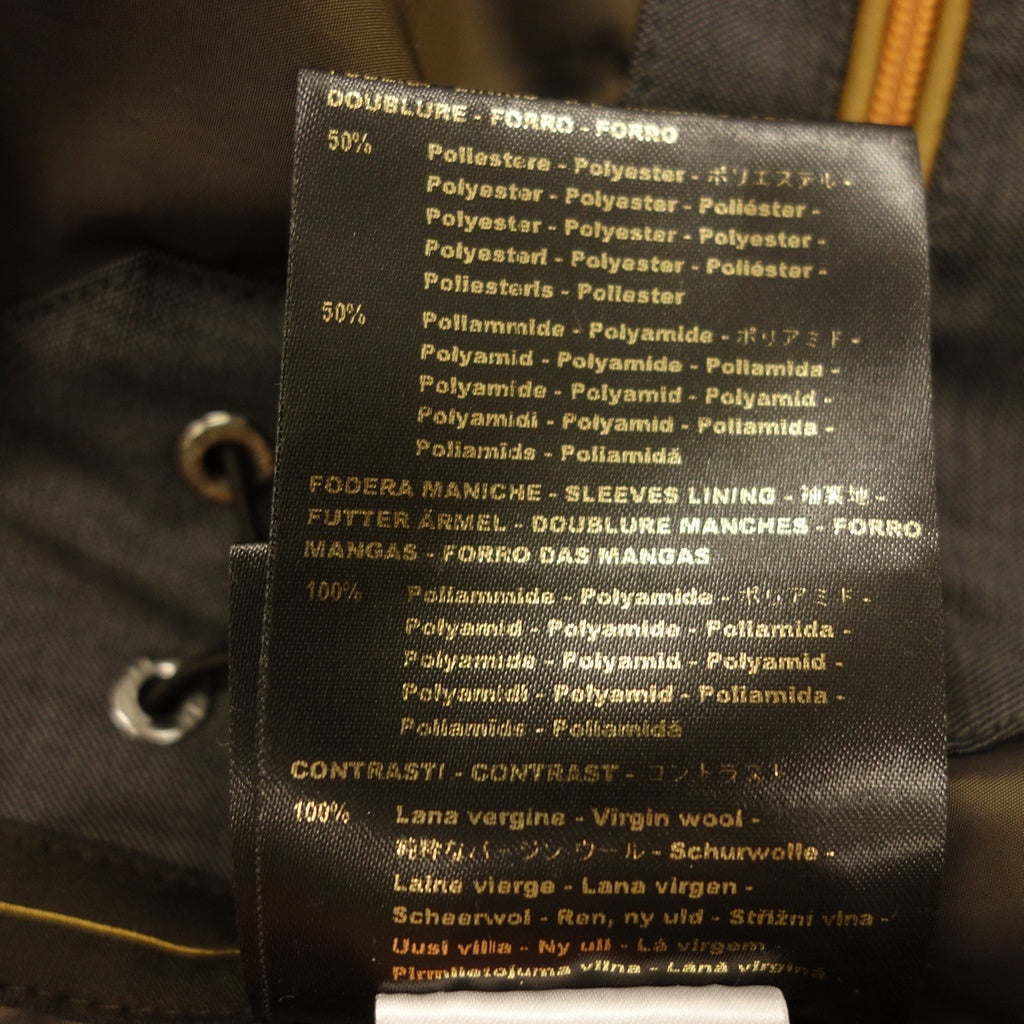 DOUBLURE - FORRO - FORRO
50% Poliestere - Polyester - ポリエステル -
Polyester - Polyester - Poliéster -
Polyester - Polyester - Polyester -
Polyesteri - Polyester - Poliéster -
Poliesteris - Poliester
50% Poliammide - Polyamide - ポリアミド -
Polyamid - Polyamide - Poliamida -
Polyamide - Polyamid - Polyamid -
Polyamidi - Polyamid - Poliamida -
Poliamīds - Poliamidă
FODERA MANICHE - SLEEVES LINING - 袖裏地 -
FUTTER ÄRMEL - DOUBLURE MANCHES - FORRO
MANGAS - FORRO DAS MANGAS
100% Poliammide - Polyamide - ポリアミド -
Polyamid - Polyamide - Poliamida -
Polyamide - Polyamid - Polyamid -
Polyamidi - Polyamid - Poliamida -
Poliamīds - Poliamidă
CONTRASTI - CONTRAST - コントラスト
100% Lana vergine - Virgin wool -
純粋なバージンウール - Schurwolle -
Laine vierge - Lana virgen -
Scheerwol - Ren, ny uld - Střižní vlna -
Uusi villa - Ny ull - Lã virgem -
Pirmlietojuma vilna - Lană virgină